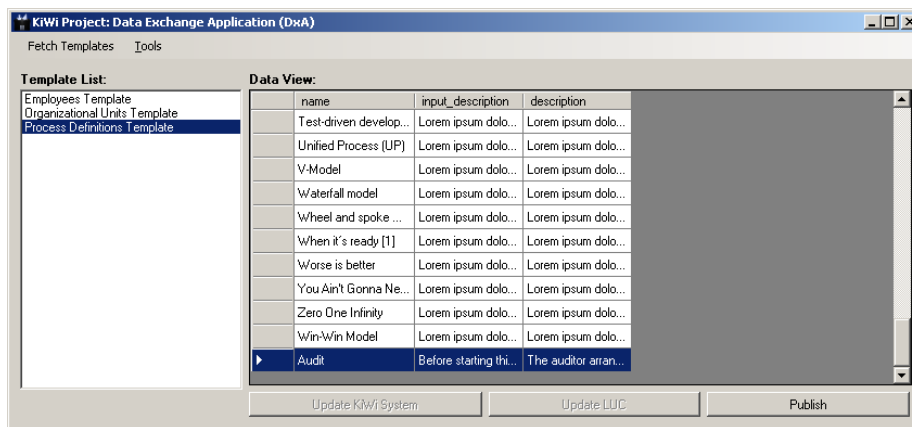 KiWi Project: Data Exchange Application (DxA)
Fetch Templates Tools
Template List:
Employees Template
Organizational Units Template
Process Definitions Template
Data View:
name input_description description
Test-driven develop... Lorem ipsum dolo... Lorem ipsum dolo...
Unified Process (UP) Lorem ipsum dolo... Lorem ipsum dolo...
V-Model Lorem ipsum dolo... Lorem ipsum dolo...
Waterfall model Lorem ipsum dolo... Lorem ipsum dolo...
Wheel and spoke ... Lorem ipsum dolo... Lorem ipsum dolo...
When it´s ready [1] Lorem ipsum dolo... Lorem ipsum dolo...
Worse is better Lorem ipsum dolo... Lorem ipsum dolo...
You Ain't Gonna Ne... Lorem ipsum dolo... Lorem ipsum dolo...
Zero One Infinity Lorem ipsum dolo... Lorem ipsum dolo...
Win-Win Model Lorem ipsum dolo... Lorem ipsum dolo...
Audit Before starting thi... The auditor arran...
Update KiWi System Update LUC Publish